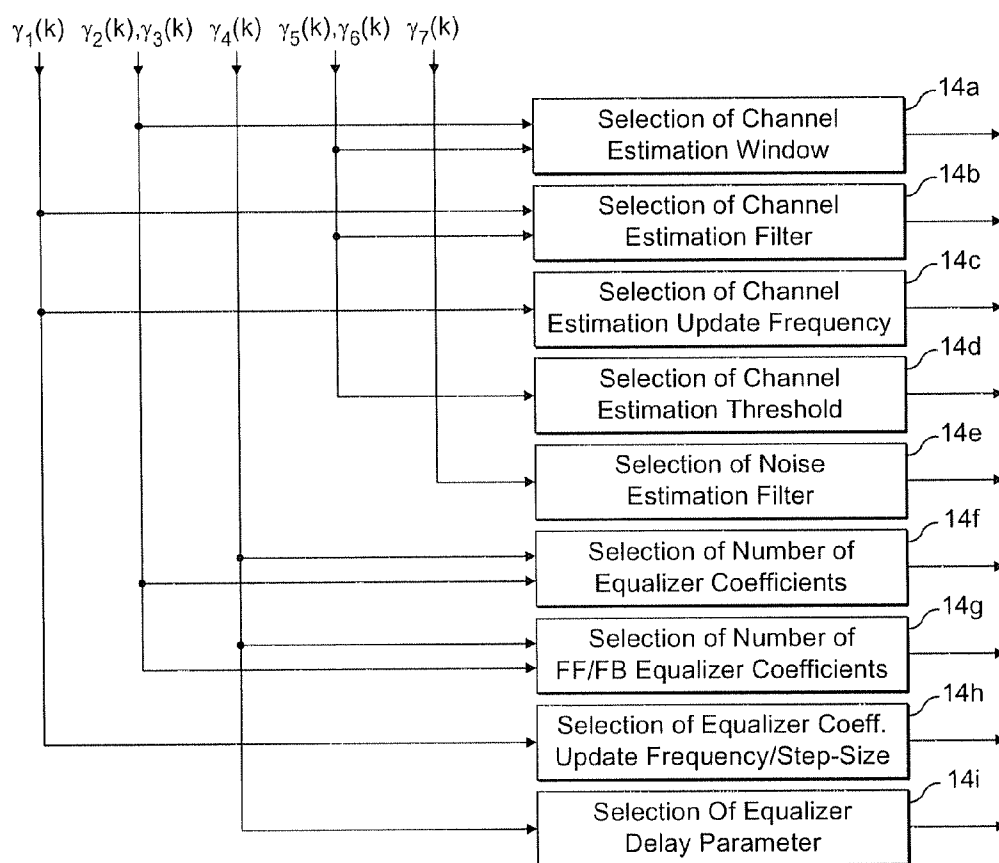 γ₁(k) γ₂(k),γ₃(k) γ₄(k) γ₅(k),γ₆(k) γ₇(k)
14a
Selection of Channel
Estimation Window
14b
Selection of Channel
Estimation Filter
14c
Selection of Channel
Estimation Update Frequency
14d
Selection of Channel
Estimation Threshold
14e
Selection of Noise
Estimation Filter
14f
Selection of Number of
Equalizer Coefficients
14g
Selection of Number of
FF/FB Equalizer Coefficients
14h
Selection of Equalizer Coeff.
Update Frequency/Step-Size
14i
Selection Of Equalizer
Delay Parameter